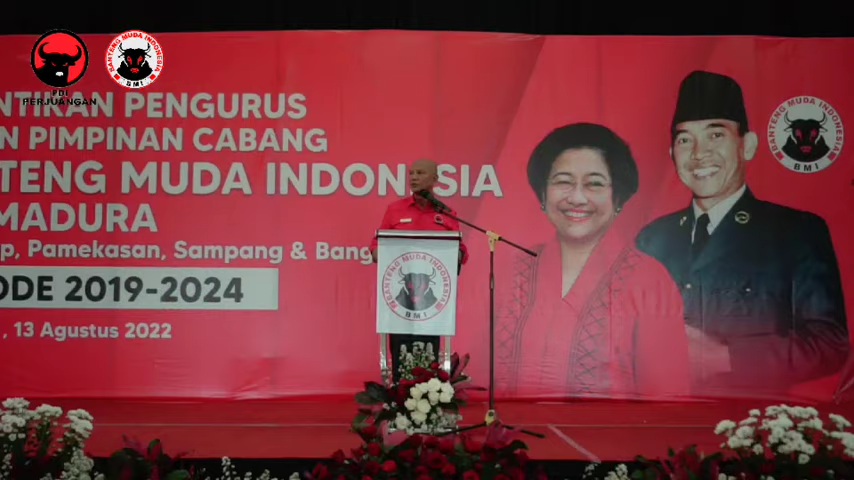 PDI
PERJUANGAN
BANTENG MUDA INDONESIA
BMI
NTIKAN PENGURUS
N PIMPINAN CABANG
TENG MUDA INDONESIA
MADURA
p, Pamekasan, Sampang & Bang
ODE 2019-2024
, 13 Agustus 2022
BANTENG MUDA INDONESIA
BMI
BANTENG MUDA INDONESIA
BMI